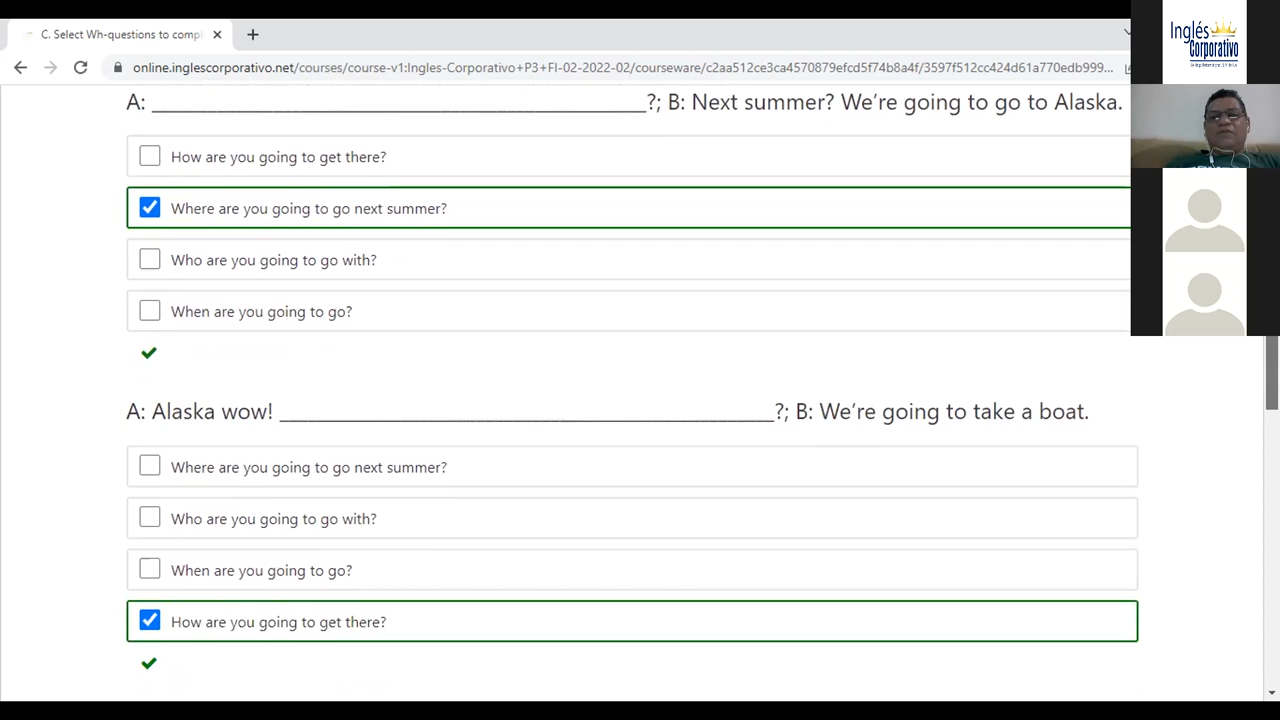 C. Select Wh-questions to compl
online.inglescorporativo.net/courses/course-v1:Ingles-Corporativo+P3+FI-02-2022-02/courseware/c2aa512ce3ca4570879efcd5f74b8a4f/3597f512cc424d61a770edb999...
Inglés
Corporativo
A: _______________________________________________?; B: Next summer? We’re going to go to Alaska.
How are you going to get there?
Where are you going to go next summer?
Who are you going to go with?
When are you going to go?
A: Alaska wow! _______________________________________________?; B: We’re going to take a boat.
Where are you going to go next summer?
Who are you going to go with?
When are you going to go?
How are you going to get there?